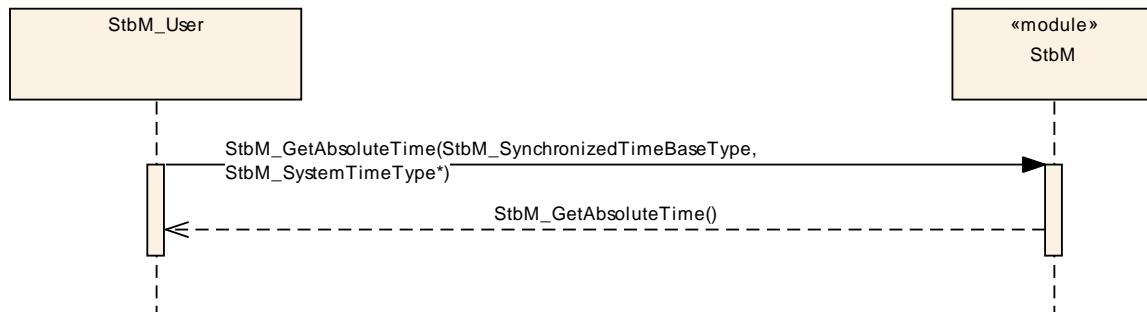 StbM_User
«module»
StbM
StbM_GetAbsoluteTime(StbM_SynchronizedTimeBaseType,
StbM_SystemTimeType*)
StbM_GetAbsoluteTime()